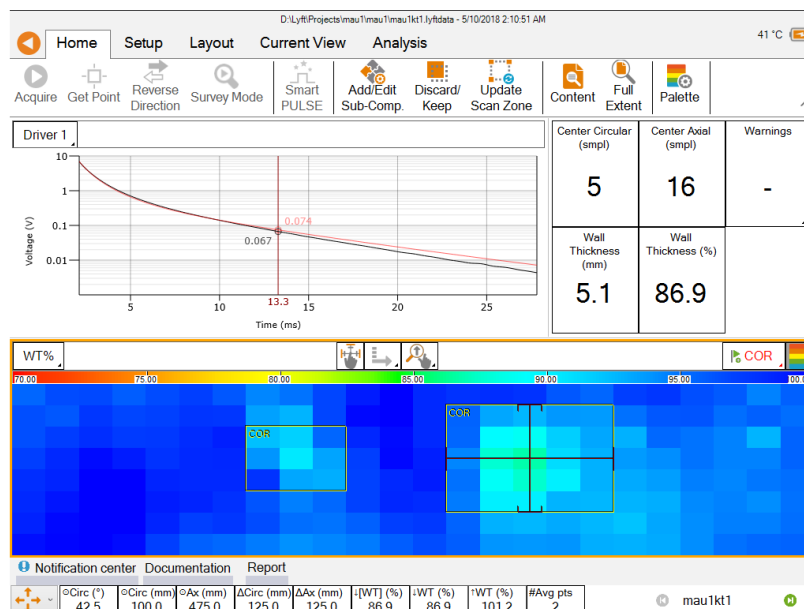 D:\Lyft\Projects\mau1\mau1\mau1kt1.lyftdata - 5/10/2018 2:10:51 AM
Home Setup Layout Current View Analysis
41 °C
Acquire Get Point Reverse Direction Survey Mode Smart PULSE Add/Edit Sub-Comp. Discard/ Keep Update Scan Zone Content Full Extent Palette
Driver 1
Center Circular (smpl)
5
Center Axial (smpl)
16
Warnings
-
Wall Thickness (mm)
5.1
Wall Thickness (%)
86.9
Voltage (V)
10
1
0.1
0.01
0.074
0.067
5 10 13.3 15 20 25
Time (ms)
WT%
COR
70.00 75.00 80.00 85.00 90.00 95.00 00.00
COR
COR
Notification center Documentation Report
Circ (°) Circ (mm) Ax (mm) ΔCirc (mm) ΔAx (mm) ↓[WT] (%) ↓WT (%) ↑WT (%) #Avg pts
42.5 100.0 475.0 125.0 125.0 86.9 86.9 101.2 2
mau1kt1